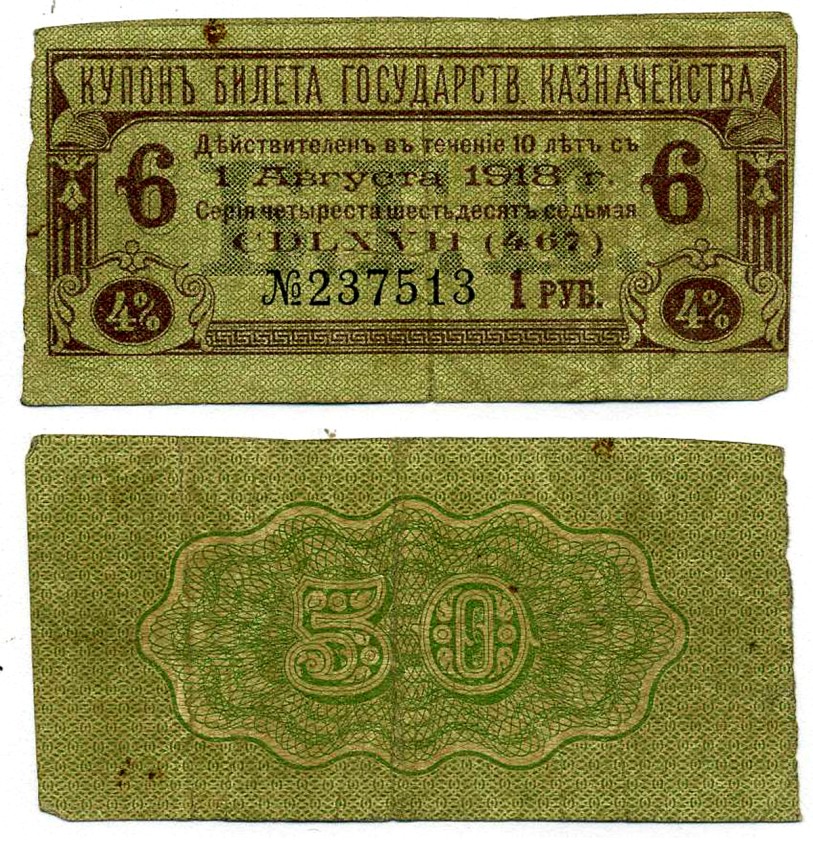 КУПОНЪ БИЛЕТА ГОСУДАРСТВ. КАЗНАЧЕЙСТВА
6 Дѣйствителенъ въ теченіе 10 лѣтъ съ 6
1 Августа 1918 г.
Серія четыреста шестьдесятъ седьмая
CDLXVII (467)
№237513 1 РУБ.
4% 4%
50